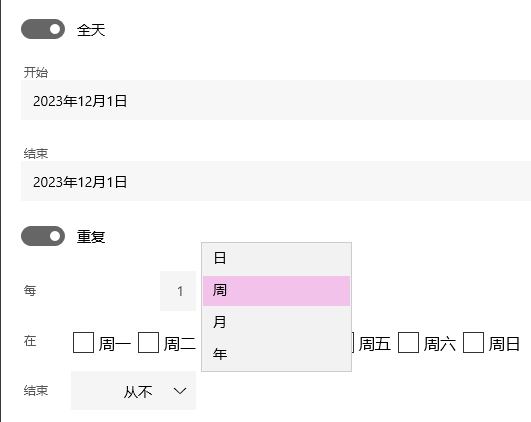 全天
开始
2023年12月1日
结束
2023年12月1日
重复
每 1
日
周
月
年
在 周一 周二 周五 周六 周日
结束 从不